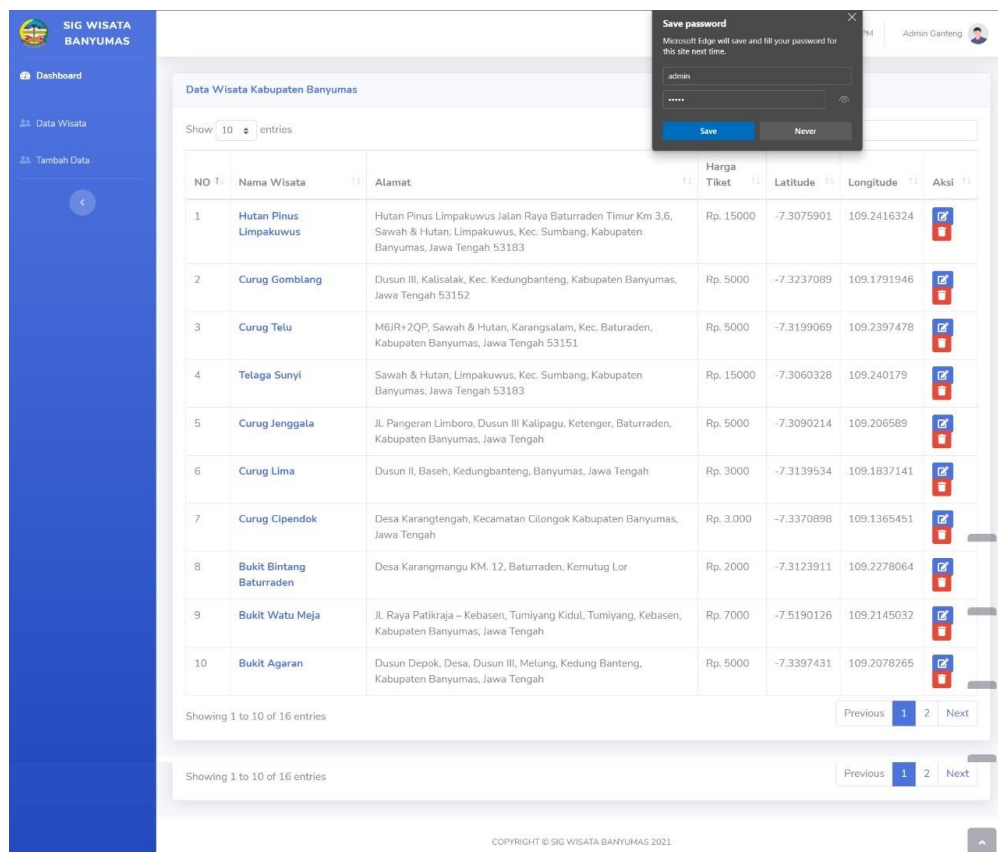 SIG WISATA
BANYUMAS
PM
Admin Ganteng
Save password
Microsoft Edge will save and fill your password for
this site next time.
admin
•••••
Save Never
Dashboard
Data Wisata
Tambah Data
Data Wisata Kabupaten Banyumas
Show 10 entries
NO Nama Wisata Alamat Harga Tiket Latitude Longitude Aksi
1 Hutan Pinus Hutan Pinus Limpakuwus Jalan Raya Baturraden Timur Km 3,6, Rp. 15000 -7.3075901 109.2416324
Limpakuwus Sawah & Hutan, Limpakuwus, Kec. Sumbang, Kabupaten
Banyumas, Jawa Tengah 53183
2 Curug Gomblang Dusun III, Kalisalak, Kec. Kedungbanteng, Kabupaten Banyumas, Rp. 5000 -7.3237089 109.1791946
Jawa Tengah 53152
3 Curug Telu M6JR+2QP, Sawah & Hutan, Karangsalam, Kec. Baturaden, Rp. 5000 -7.3199069 109.2397478
Kabupaten Banyumas, Jawa Tengah 53151
4 Telaga Sunyi Sawah & Hutan, Limpakuwus, Kec. Sumbang, Kabupaten Rp. 15000 -7.3060328 109.240179
Banyumas, Jawa Tengah 53183
5 Curug Jenggala Jl. Pangeran Limboro, Dusun III Kalipagu, Ketenger, Baturraden, Rp. 5000 -7.3090214 109.206589
Kabupaten Banyumas, Jawa Tengah
6 Curug Lima Dusun II, Baseh, Kedungbanteng, Banyumas, Jawa Tengah Rp. 3000 -7.3139534 109.1837141
7 Curug Cipendok Desa Karangtengah, Kecamatan Cilongok Kabupaten Banyumas, Rp. 3.000 -7.3370898 109.1365451
Jawa Tengah
8 Bukit Bintang Desa Karangmangu KM. 12, Baturraden, Kemutug Lor Rp. 2000 -7.3123911 109.2278064
Baturraden
9 Bukit Watu Meja Jl. Raya Patikraja – Kebasen, Tumiyang Kidul, Tumiyang, Kebasen, Rp. 7000 -7.5190126 109.2145032
Kabupaten Banyumas, Jawa Tengah
10 Bukit Agaran Dusun Depok, Desa, Dusun III, Melung, Kedung Banteng, Rp. 5000 -7.3397431 109.2078265
Kabupaten Banyumas, Jawa Tengah
Showing 1 to 10 of 16 entries Previous 1 2 Next
Showing 1 to 10 of 16 entries Previous 1 2 Next
COPYRIGHT © SIG WISATA BANYUMAS 2021